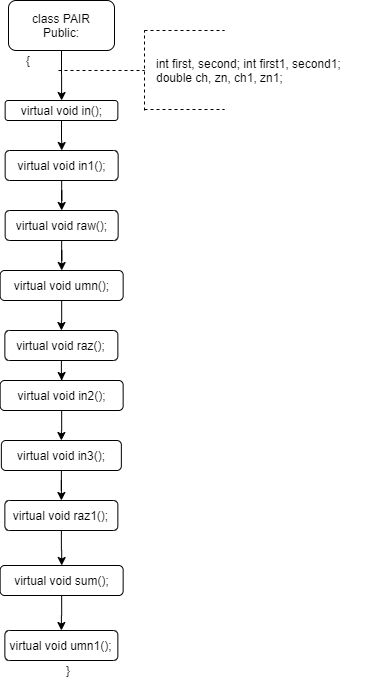 class PAIR
Public:
{
int first, second; int first1, second1;
double ch, zn, ch1, zn1;
virtual void in();
virtual void in1();
virtual void raw();
virtual void umn();
virtual void raz();
virtual void in2();
virtual void in3();
virtual void raz1();
virtual void sum();
virtual void umn1();
}